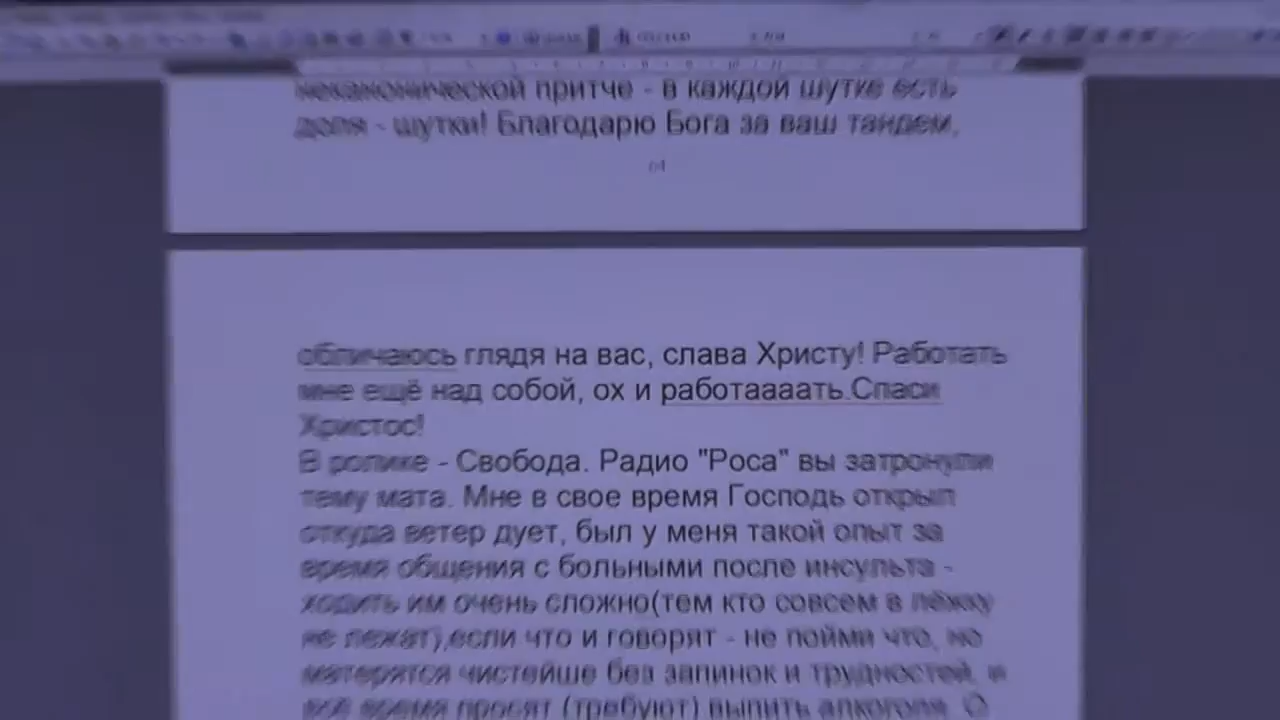 неканонической притче - в каждой шутке есть
доля - шутки! Благодарю Бога за ваш тандем,
обличаюсь глядя на вас, слава Христу! Работать
мне ещё над собой, ох и работаааать.Спаси
Христос!
В ролике - Свобода. Радио "Роса" вы затронули
тему мата. Мне в свое время Господь открыл
откуда ветер дует, был у меня такой опыт за
время общения с больными после инсульта -
ходить им очень сложно(тем кто совсем в лёжку
не лежат),если что и говорят - не пойми что, но
матерятся чистейше без запинок и трудностей, и
всё время просят (требуют) выпить алкоголя. О